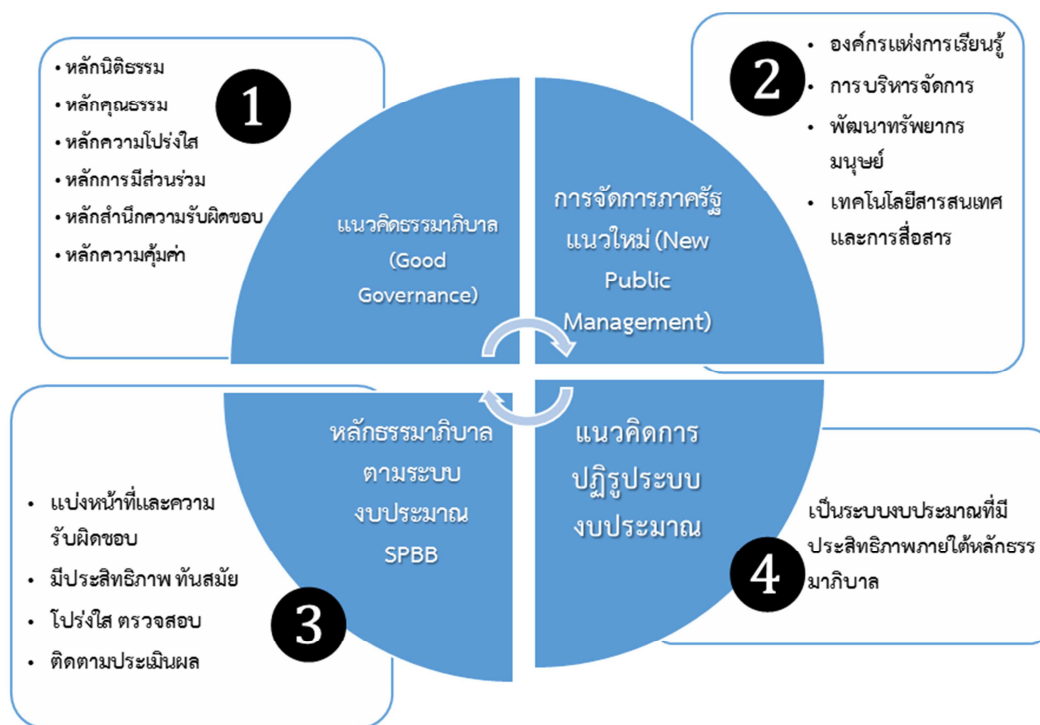 • หลักนิติธรรม
• หลักคุณธรรม
• หลักความโปร่งใส
• หลักการมีส่วนร่วม
• หลักสำนึกความรับผิดชอบ
• หลักความคุ้มค่า
1
แนวคิดธรรมาภิบาล
(Good
Governance)
การจัดการภาครัฐ
แนวใหม่ (New
Public
Management)
2
• องค์กรแห่งการเรียนรู้
• การบริหารจัดการ
• พัฒนาทรัพยากร
มนุษย์
• เทคโนโลยีสารสนเทศ
และการสื่อสาร
• แบ่งหน้าที่และความ
รับผิดชอบ
• มีประสิทธิภาพ ทันสมัย
• โปร่งใส ตรวจสอบ
• ติดตามประเมินผล
3
หลักธรรมาภิบาล
ตามระบบ
งบประมาณ
SPBB
แนวคิดการ
ปฏิรูประบบ
งบประมาณ
4
เป็นระบบงบประมาณที่มี
ประสิทธิภาพภายใต้หลักธรร
มาภิบาล